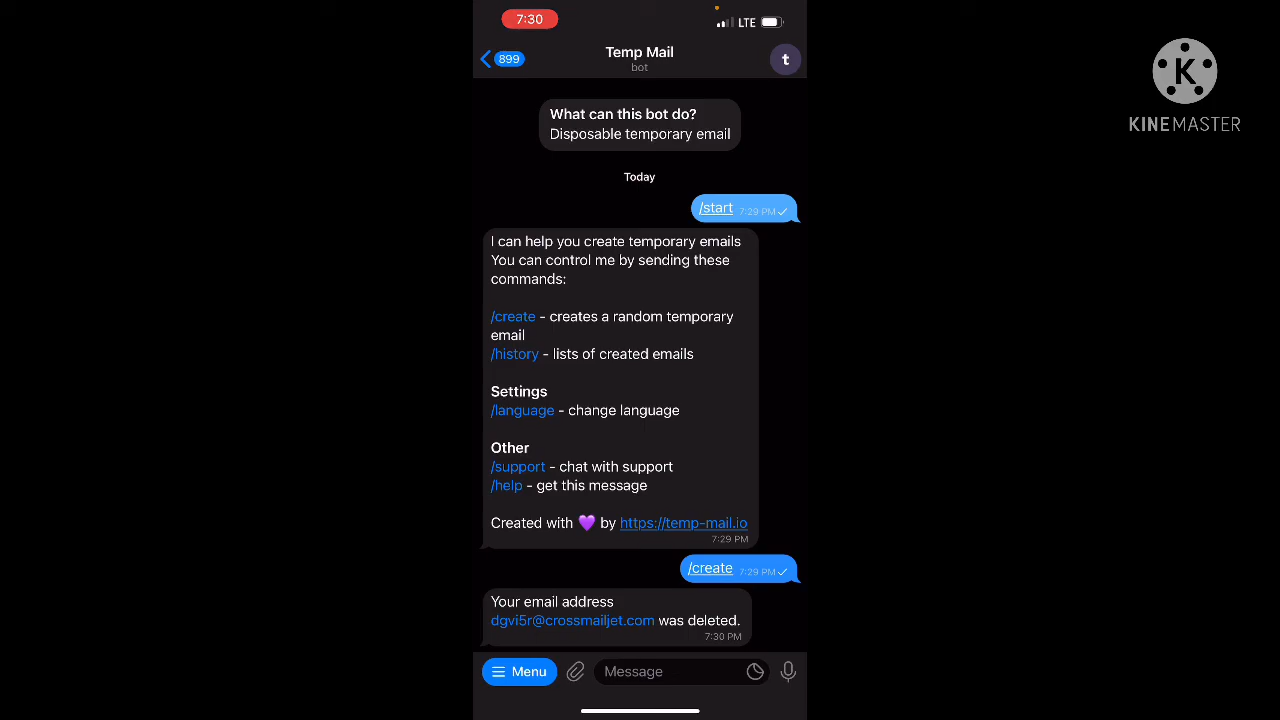 7:30
LTE
899
Temp Mail
bot
t
K
KINEMASTER
What can this bot do?
Disposable temporary email
Today
/start 7:29 PM
I can help you create temporary emails
You can control me by sending these
commands:
/create - creates a random temporary
email
/history - lists of created emails
Settings
/language - change language
Other
/support - chat with support
/help - get this message
Created with 💜 by https://temp-mail.io
7:29 PM
/create 7:29 PM
Your email address
dgvi5r@crossmailjet.com was deleted.
7:30 PM
Menu
Message